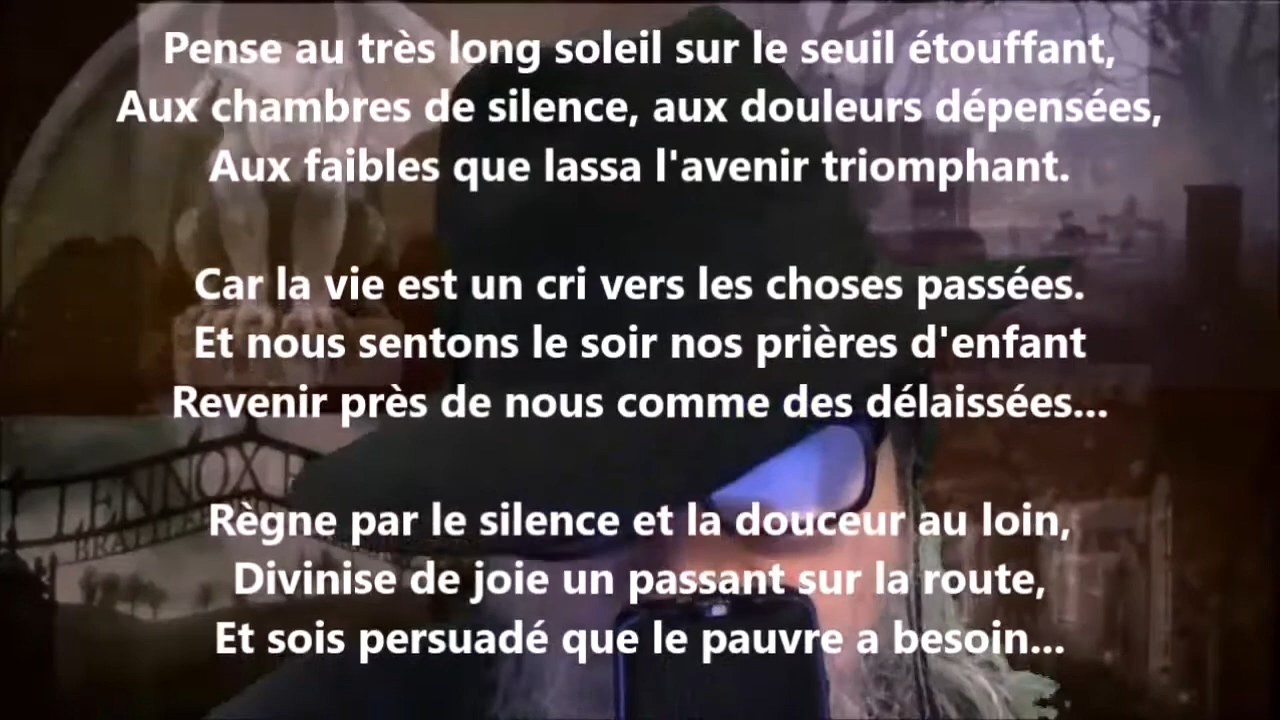 Pense au très long soleil sur le seuil étouffant,
Aux chambres de silence, aux douleurs dépensées,
Aux faibles que lassa l'avenir triomphant.
Car la vie est un cri vers les choses passées.
Et nous sentons le soir nos prières d'enfant
Revenir près de nous comme des délaissées...
LENNOX
Règne par le silence et la douceur au loin,
Divinise de joie un passant sur la route,
Et sois persuadé que le pauvre a besoin...